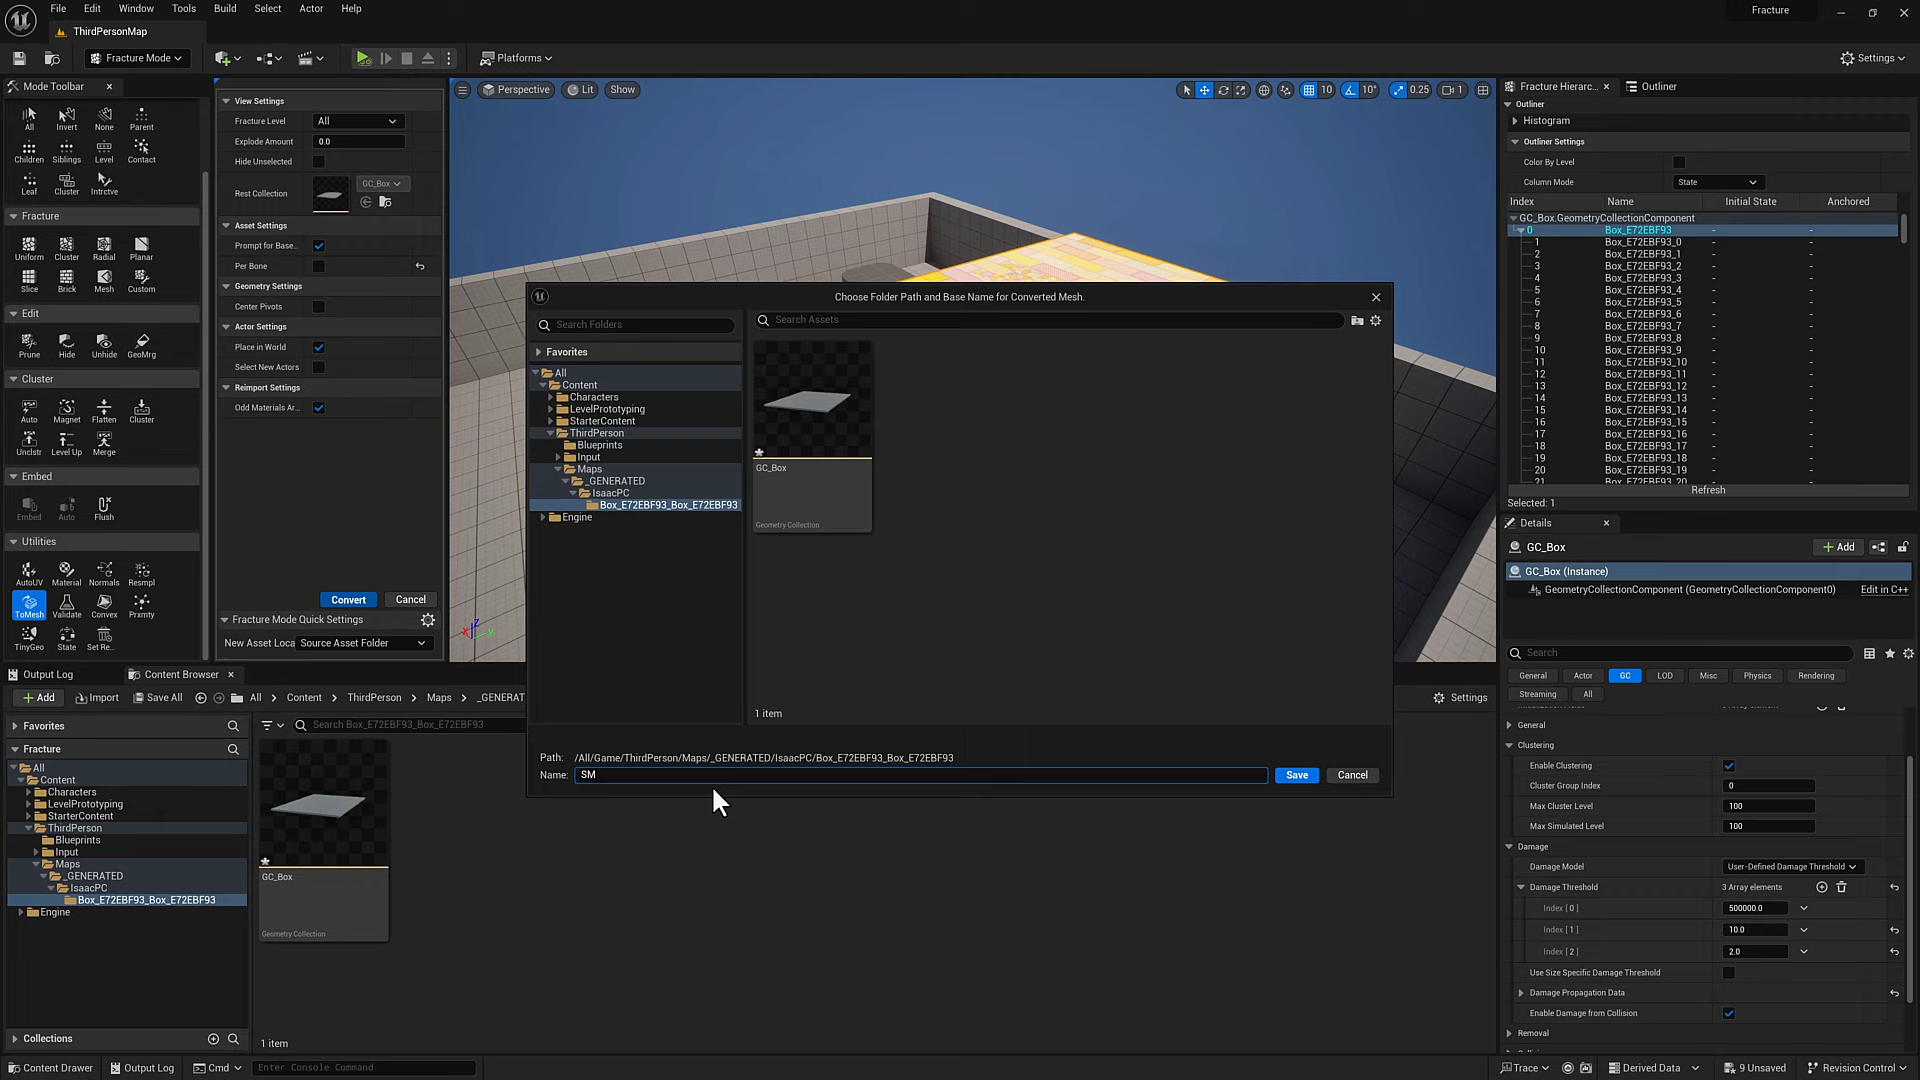 File Edit Window Tools Build Select Actor Help
Fracture
ThirdPersonMap
Fracture Mode
Platforms
Settings
Mode Toolbar
All Invert None Parent
Children Siblings Level Contact
Leaf Cluster Intrctve
Fracture
Uniform Cluster Radial Planar
Slice Brick Mesh Custom
Edit
Prune Hide Unhide GeoMrg
Cluster
Auto Magnet Flatten Cluster
Unclstr Level Up Merge
Embed
Embed Auto Flush
Utilities
AutoUV Material Normals Resmpl
ToMesh Validate Convex Prxmty
TinyGeo State Set Re...
View Settings
Fracture Level All
Explode Amount 0.0
Hide Unselected
Rest Collection GC_Box
Asset Settings
Prompt for Base...
Per Bone
Geometry Settings
Center Pivots
Actor Settings
Place in World
Select New Actors
Reimport Settings
Odd Materials Ar...
Convert Cancel
Fracture Mode Quick Settings
New Asset Loca Source Asset Folder
Perspective Lit Show
10 10° 0.25 1
X Z Y
Choose Folder Path and Base Name for Converted Mesh.
Search Folders
Search Assets
Favorites
All
Content
Characters
LevelPrototyping
StarterContent
ThirdPerson
Blueprints
Input
Maps
_GENERATED
IsaacPC
Box_E72EBF93_Box_E72EBF93
Engine
GC_Box
Geometry Collection
1 item
Path: /All/Game/ThirdPerson/Maps/_GENERATED/IsaacPC/Box_E72EBF93_Box_E72EBF93
Name: SM
Save Cancel
Fracture Hierarc... Outliner
Outliner
Histogram
Outliner Settings
Color By Level
Column Mode State
Index Name Initial State Anchored
GC_Box.GeometryCollectionComponent
0 Box_E72EBF93 - -
1 Box_E72EBF93_0 - -
2 Box_E72EBF93_1 - -
3 Box_E72EBF93_2 - -
4 Box_E72EBF93_3 - -
5 Box_E72EBF93_4 - -
6 Box_E72EBF93_5 - -
7 Box_E72EBF93_6 - -
8 Box_E72EBF93_7 - -
9 Box_E72EBF93_8 - -
10 Box_E72EBF93_9 - -
11 Box_E72EBF93_10 - -
12 Box_E72EBF93_11 - -
13 Box_E72EBF93_12 - -
14 Box_E72EBF93_13 - -
15 Box_E72EBF93_14 - -
16 Box_E72EBF93_15 - -
17 Box_E72EBF93_16 - -
18 Box_E72EBF93_17 - -
19 Box_E72EBF93_18 - -
20 Box_E72EBF93_19 - -
21 Box_E72EBF93_20 - -
Refresh
Selected: 1
Details
GC_Box
Add
GC_Box (Instance)
GeometryCollectionComponent (GeometryCollectionComponent0) Edit in C++
Search
General Actor GC LOD Misc Physics Rendering
Streaming All
General
Clustering
Enable Clustering
Cluster Group Index 0
Max Cluster Level 100
Max Simulated Level 100
Damage
Damage Model User-Defined Damage Threshold
Damage Threshold 3 Array elements
Index [ 0 ] 500000.0
Index [ 1 ] 10.0
Index [ 2 ] 2.0
Use Size Specific Damage Threshold
Damage Propagation Data
Enable Damage from Collision
Removal
Output Log Content Browser
Add Import Save All All Content ThirdPerson Maps _GENERAT
Settings
Favorites
Search Box_E72EBF93_Box_E72EBF93
Fracture
All
Content
Characters
LevelPrototyping
StarterContent
ThirdPerson
Blueprints
Input
Maps
_GENERATED
IsaacPC
Box_E72EBF93_Box_E72EBF93
Engine
GC_Box
Geometry Collection
Collections
1 item
Content Drawer Output Log Cmd Enter Console Command
Trace Derived Data 9 Unsaved Revision Control